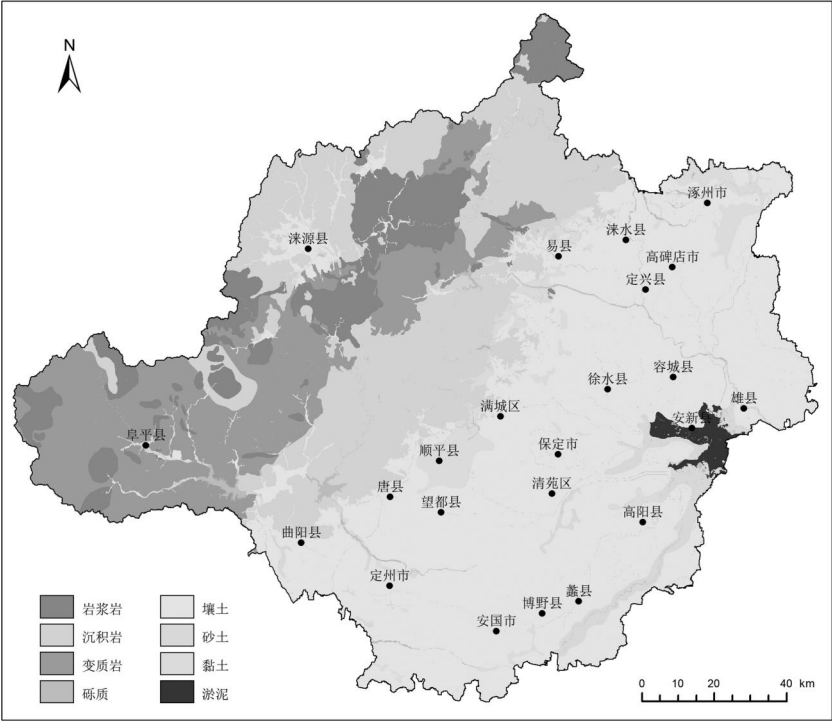 N
涿州市
涞水县
涞源县
易县
高碑店市
定兴县
容城县
徐水县
雄县
满城区
安新县
阜平县
顺平县
保定市
唐县
清苑区
望都县
高阳县
曲阳县
定州市
蠡县
博野县
安国市
岩浆岩
沉积岩
变质岩
砾质
壤土
砂土
黏土
淤泥
0 10 20 40 km